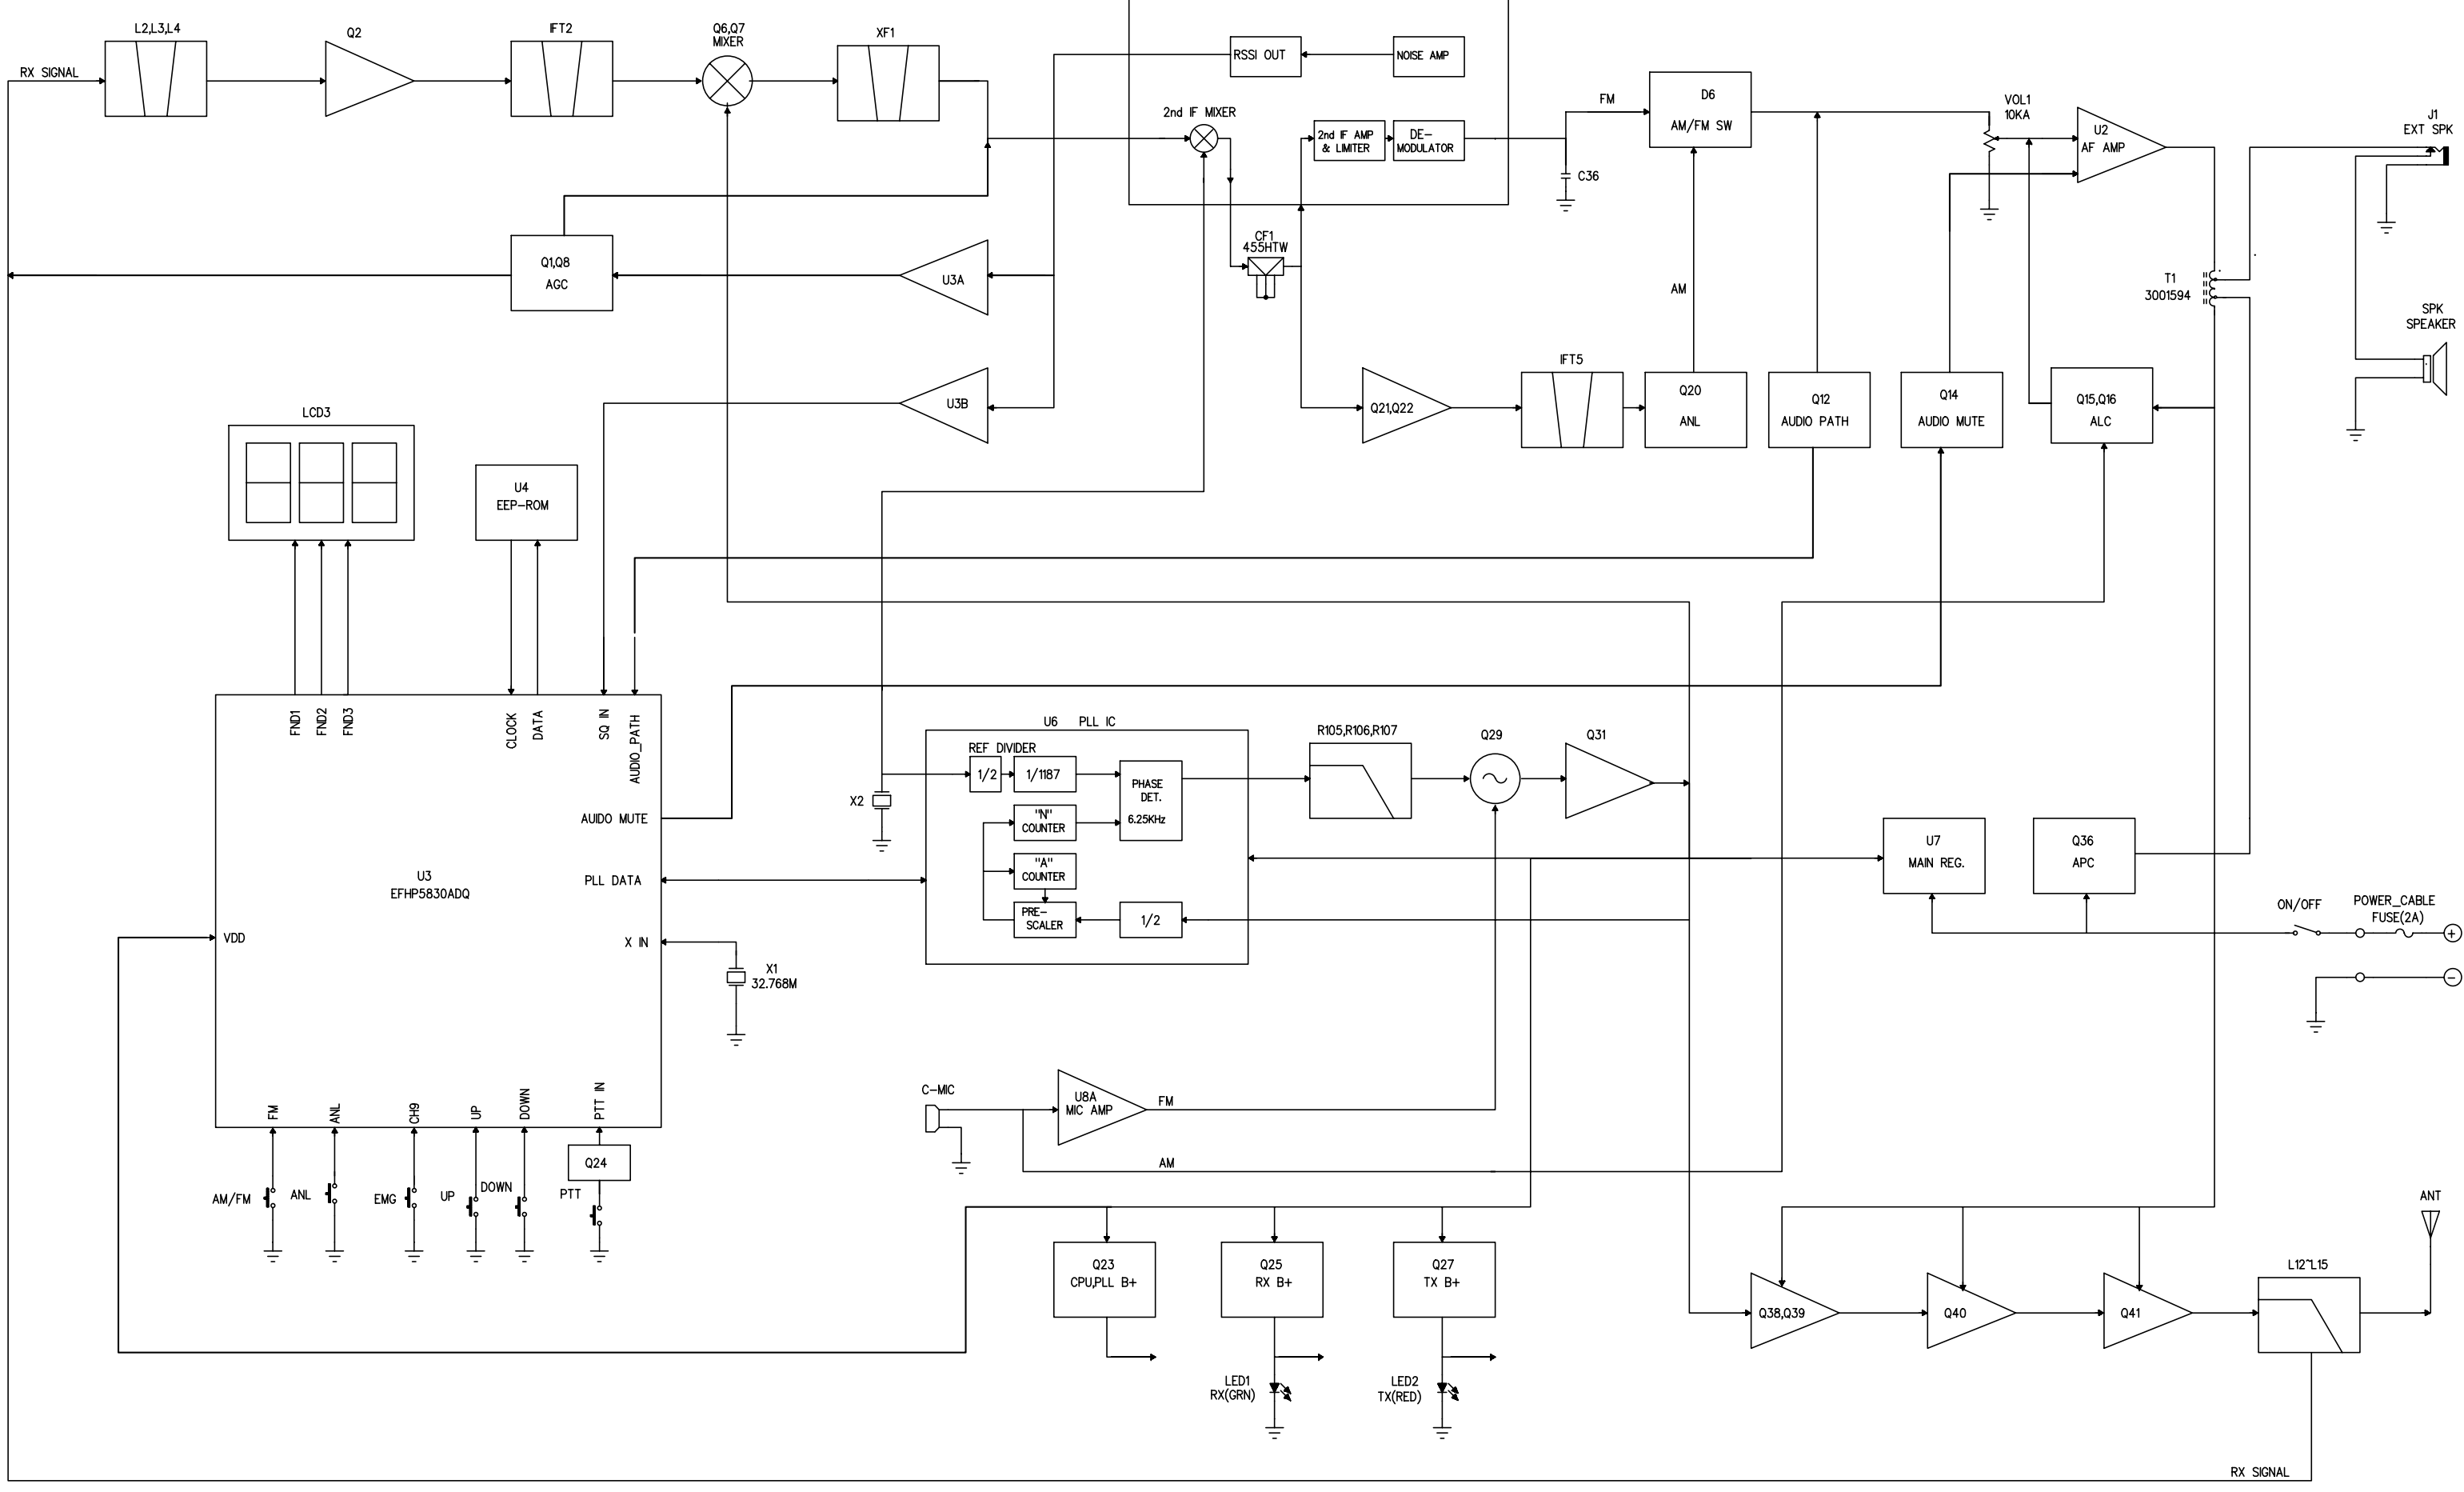 L2,L3,L4
Q2
IFT2
Q6,Q7
MIXER
XF1
RX SIGNAL
RSSI OUT
NOISE AMP
2nd IF MIXER
2nd IF AMP
& LIMITER
DE-
MODULATOR
FM
C36
D6
AM/FM SW
VOL1
10KA
U2
AF AMP
J1
EXT SPK
CF1
455HTW
Q1,Q8
AGC
U3A
AM
T1
3001594
SPK
SPEAKER
U3B
IFT5
Q21,Q22
Q20
ANL
Q12
AUDIO PATH
Q14
AUDIO MUTE
Q15,Q16
ALC
LCD3
U4
EEP-ROM
FND1
FND2
FND3
CLOCK
DATA
SQ IN
AUDIO_PATH
AUIDO MUTE
U3
EFHP5830ADQ
PLL DATA
VDD
X IN
X1
32.768M
X2
U6 PLL IC
REF DIVIDER
1/2
1/1187
PHASE
DET.
6.25KHz
"N"
COUNTER
"A"
COUNTER
PRE-
SCALER
1/2
R105,R106,R107
Q29
Q31
U7
MAIN REG.
Q36
APC
ON/OFF
POWER_CABLE
FUSE(2A)
+
−
C-MIC
U8A
MIC AMP
FM
AM
FM
ANL
CH9
UP
DOWN
PTT IN
Q24
AM/FM
ANL
EMG
UP
DOWN
PTT
Q23
CPU,PLL B+
Q25
RX B+
Q27
TX B+
LED1
RX(GRN)
LED2
TX(RED)
Q38,Q39
Q40
Q41
L12~L15
ANT
RX SIGNAL